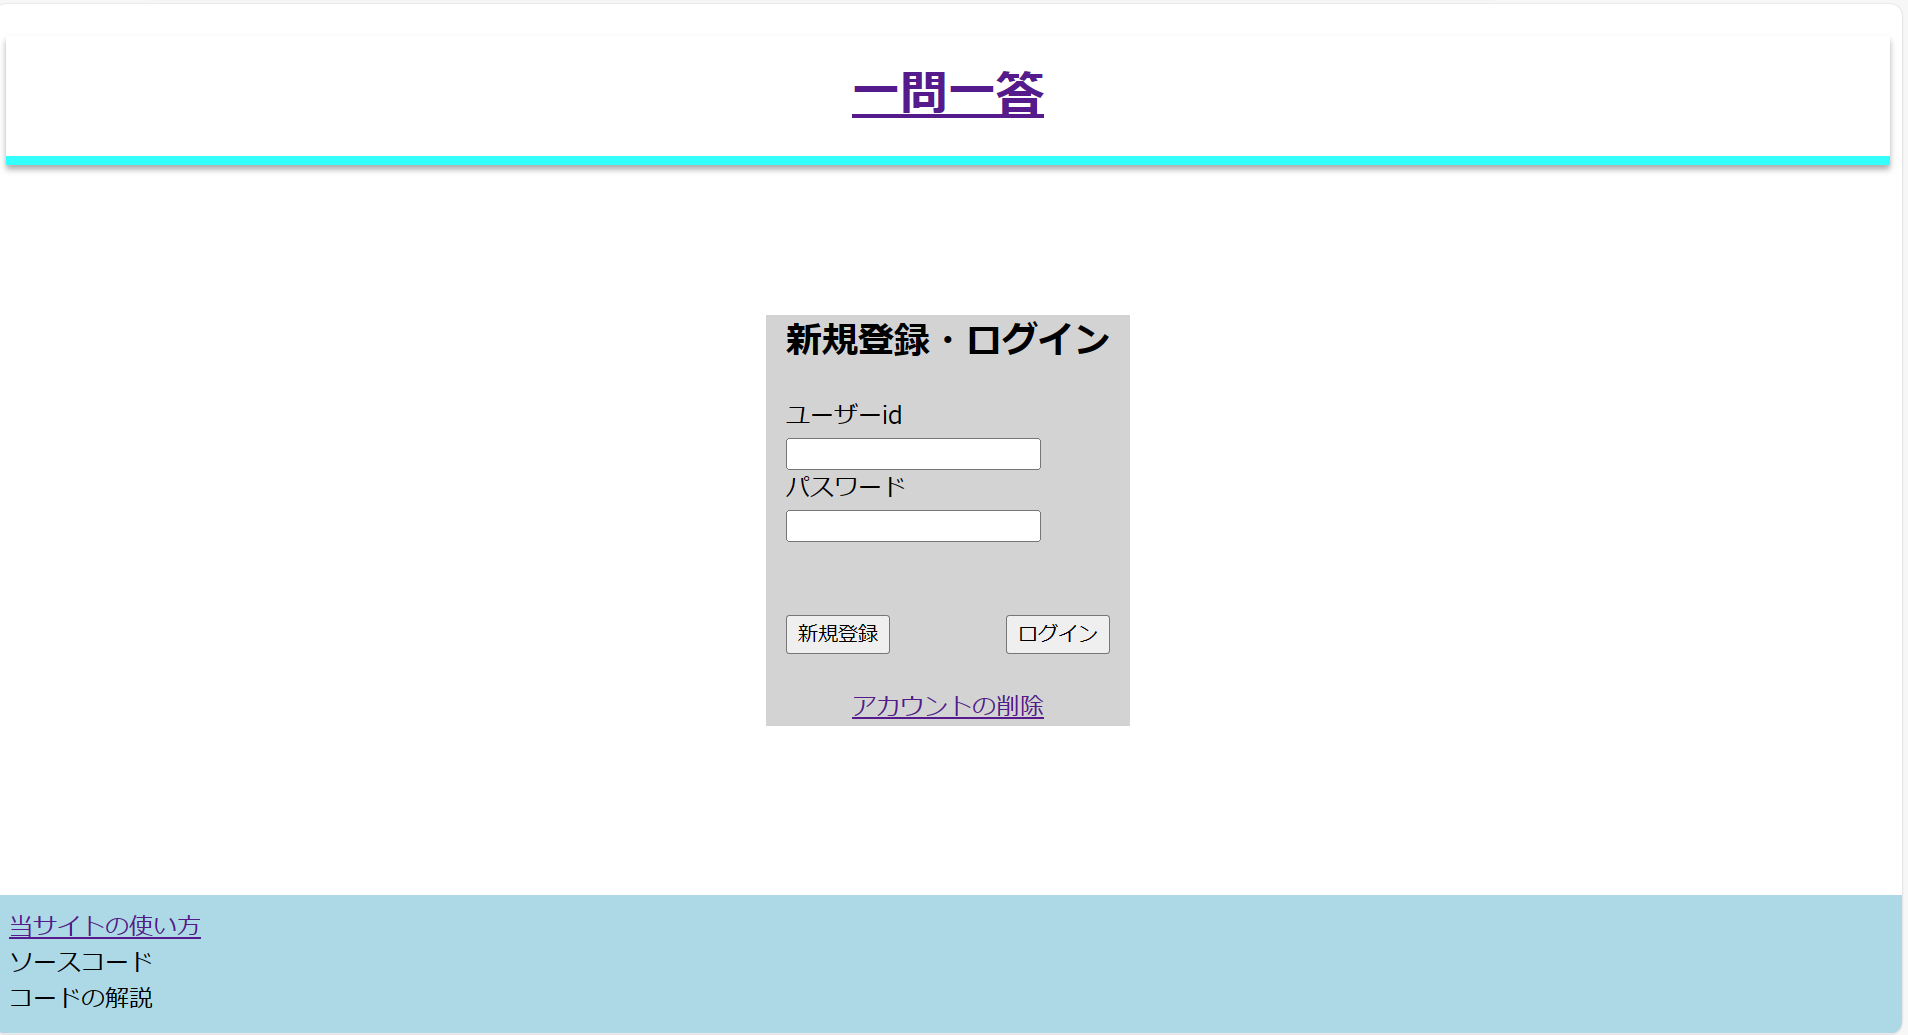 一問一答
新規登録・ログイン
ユーザーid
パスワード
新規登録 ログイン
アカウントの削除
当サイトの使い方
ソースコード
コードの解説